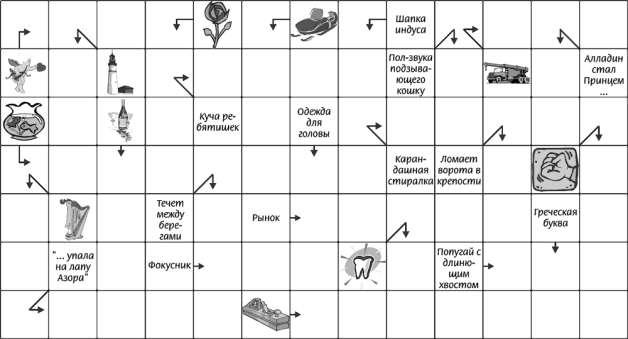 Шапка
индуса
Пол-звука
подзыва-
ющего
кошку
Алладин
стал
Принцем
...
Куча ре-
бятишек
Одежда
для
головы
Каран-
дашная
стиралка
Ломает
ворота в
крепости
Течет
между
бере-
гами
Рынок
Греческая
буква
"... упала
на лапу
Азора"
Фокусник
Попугай с
длиню-
щим
хвостом